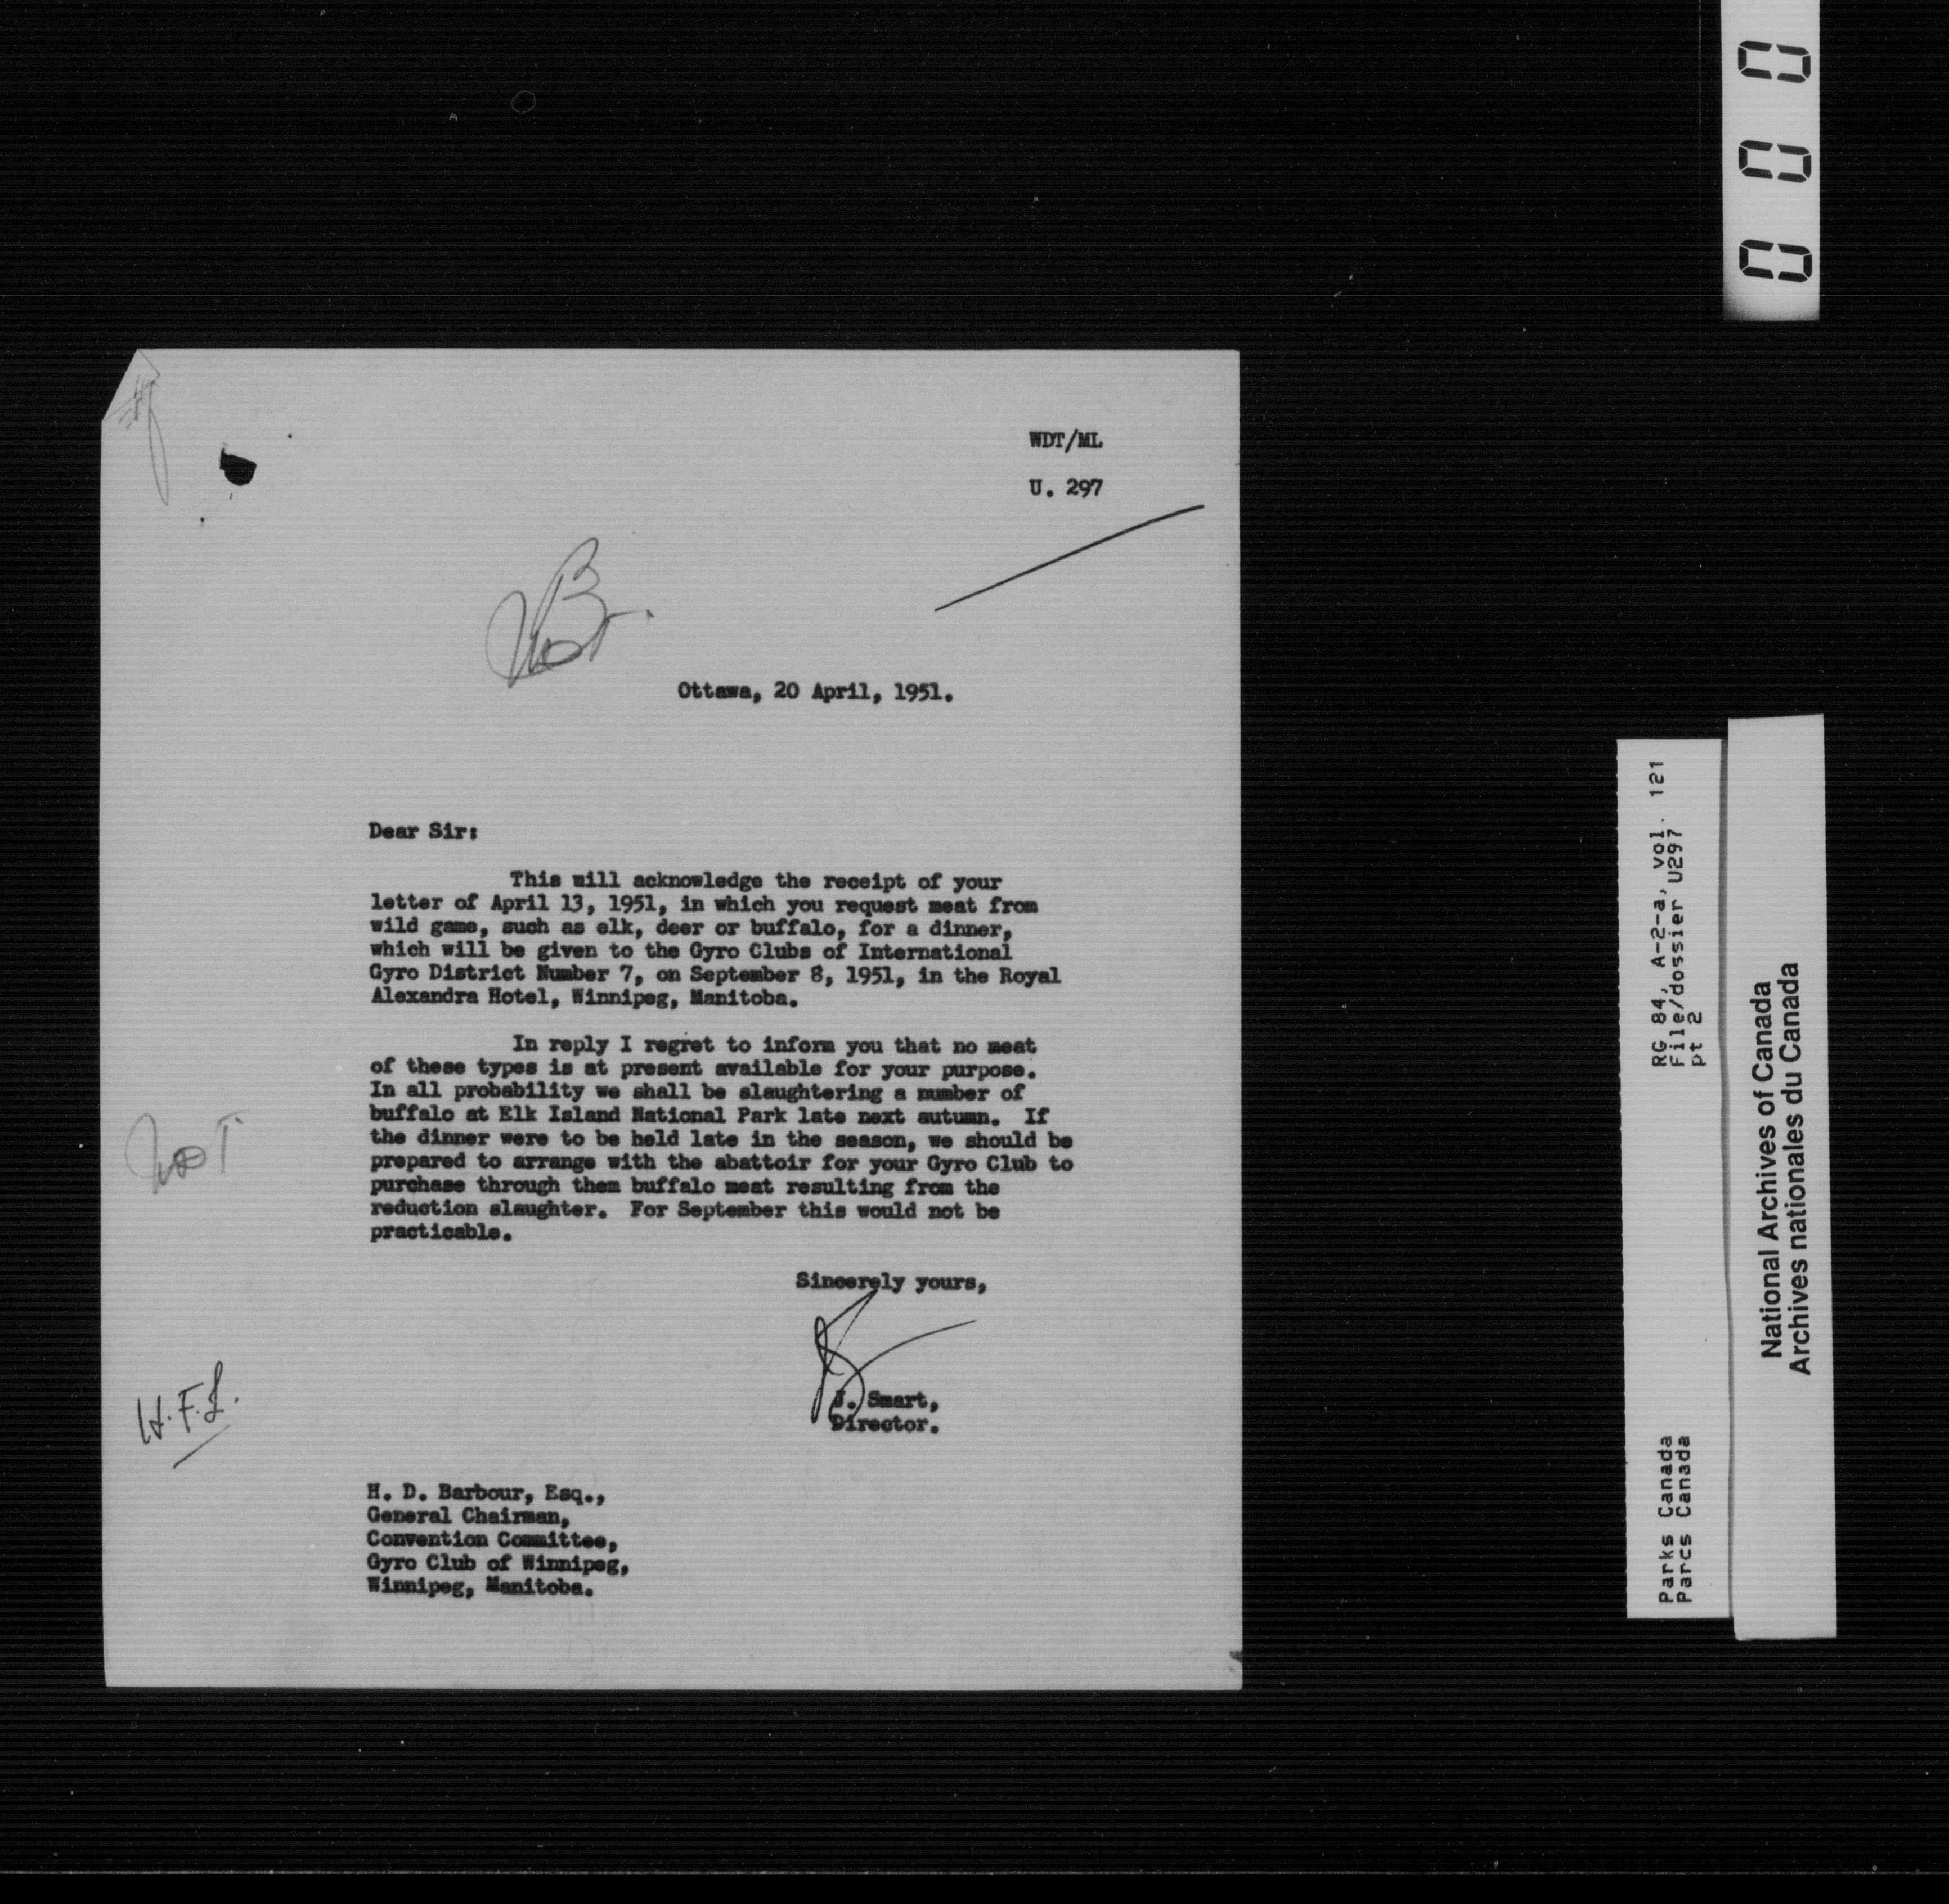 WDT/ML
U. 297
Ottawa, 20 April, 1951.
Dear Sir:
This will acknowledge the receipt of your
letter of April 13, 1951, in which you request meat from
wild game, such as elk, deer or buffalo, for a dinner,
which will be given to the Gyro Clubs of International
Gyro District Number 7, on September 8, 1951, in the Royal
Alexandra Hotel, Winnipeg, Manitoba.
In reply I regret to inform you that no meat
of these types is at present available for your purpose.
In all probability we shall be slaughtering a number of
buffalo at Elk Island National Park late next autumn. If
the dinner were to be held late in the season, we should be
prepared to arrange with the abattoir for your Gyro Club to
purchase through them buffalo meat resulting from the
reduction slaughter. For September this would not be
practicable.
Sincerely yours,
J. Smart,
Director.
H.F.L.
H. D. Barbour, Esq.,
General Chairman,
Convention Committee,
Gyro Club of Winnipeg,
Winnipeg, Manitoba.
000
RG 84, A-2-a, vol. 121
File/dossier U297
pt 2
Parks Canada
Parcs Canada
National Archives of Canada
Archives nationales du Canada